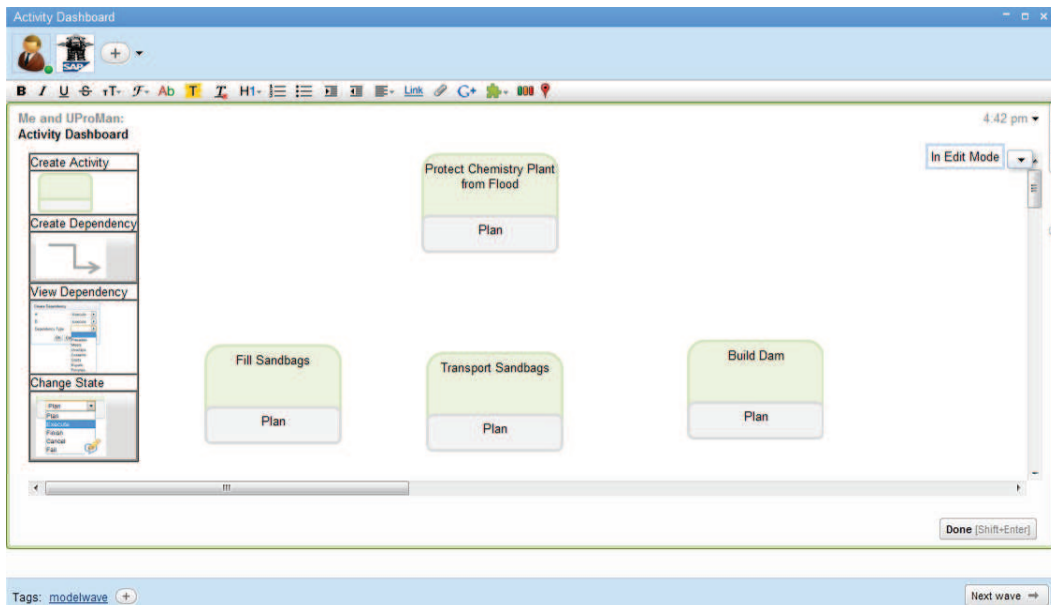 Activity Dashboard
SAP
B I U S тT- F- Ab T T H1- Link G+
Me and UProMan:
4:42 pm
Activity Dashboard
In Edit Mode
Create Activity
Create Dependency
View Dependency
Change State
Plan
Plan
Execute
Finish
Cancel
Fail
Protect Chemistry Plant
from Flood
Plan
Fill Sandbags
Plan
Transport Sandbags
Plan
Build Dam
Plan
Done [Shift+Enter]
Tags: modelwave
Next wave